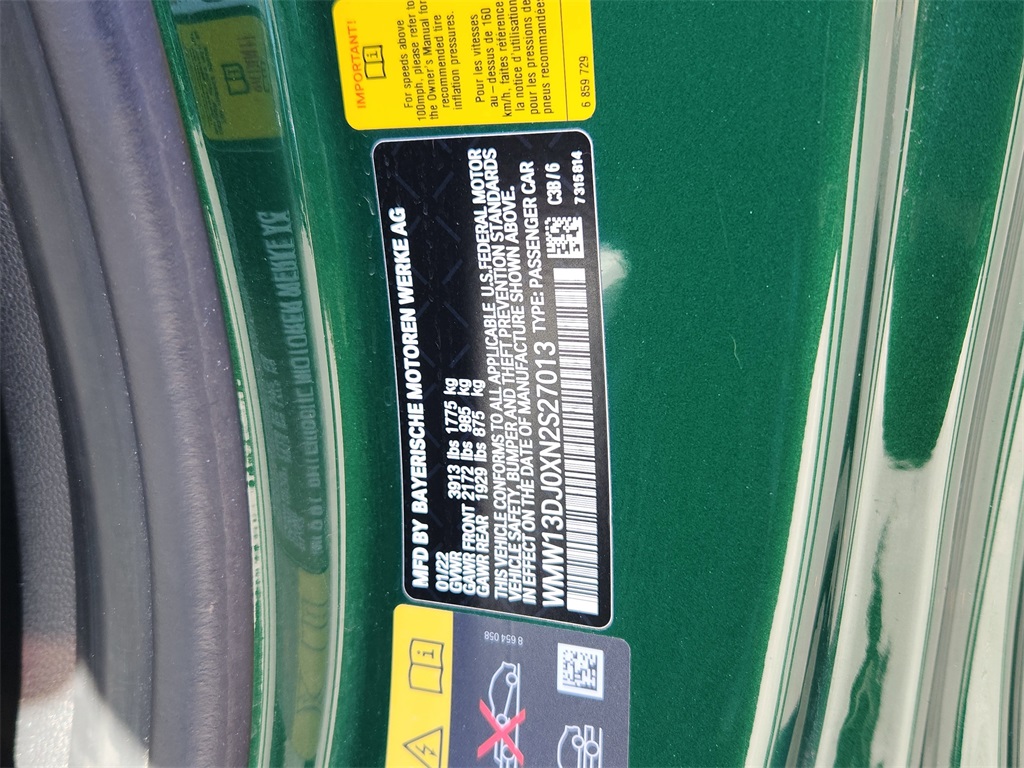 IMPORTANT!
For speeds above
100mph, please refer to
the Owner's Manual for
recommended tire
inflation pressures.
Pour les vitesses
au-dessus de 160
km/h, faites référence
la notice d'utilisation
pour les pressions de
pneus recommandées
6 859 729
MFD BY BAYERISCHE MOTOREN WERKE AG
01/22
GVWR 3913 lbs 1775 kg
GAWR FRONT 2172 lbs 985 kg
GAWR REAR 1929 lbs 875 kg
THIS VEHICLE CONFORMS TO ALL APPLICABLE U.S.FEDERAL MOTOR
VEHICLE SAFETY, BUMPER AND THEFT PREVENTION STANDARDS
IN EFFECT ON THE DATE OF MANUFACTURE SHOWN ABOVE.
WMW13DJ0XN2S27013 TYPE: PASSENGER CAR
C3B / 6
7 315 814
8 654 058